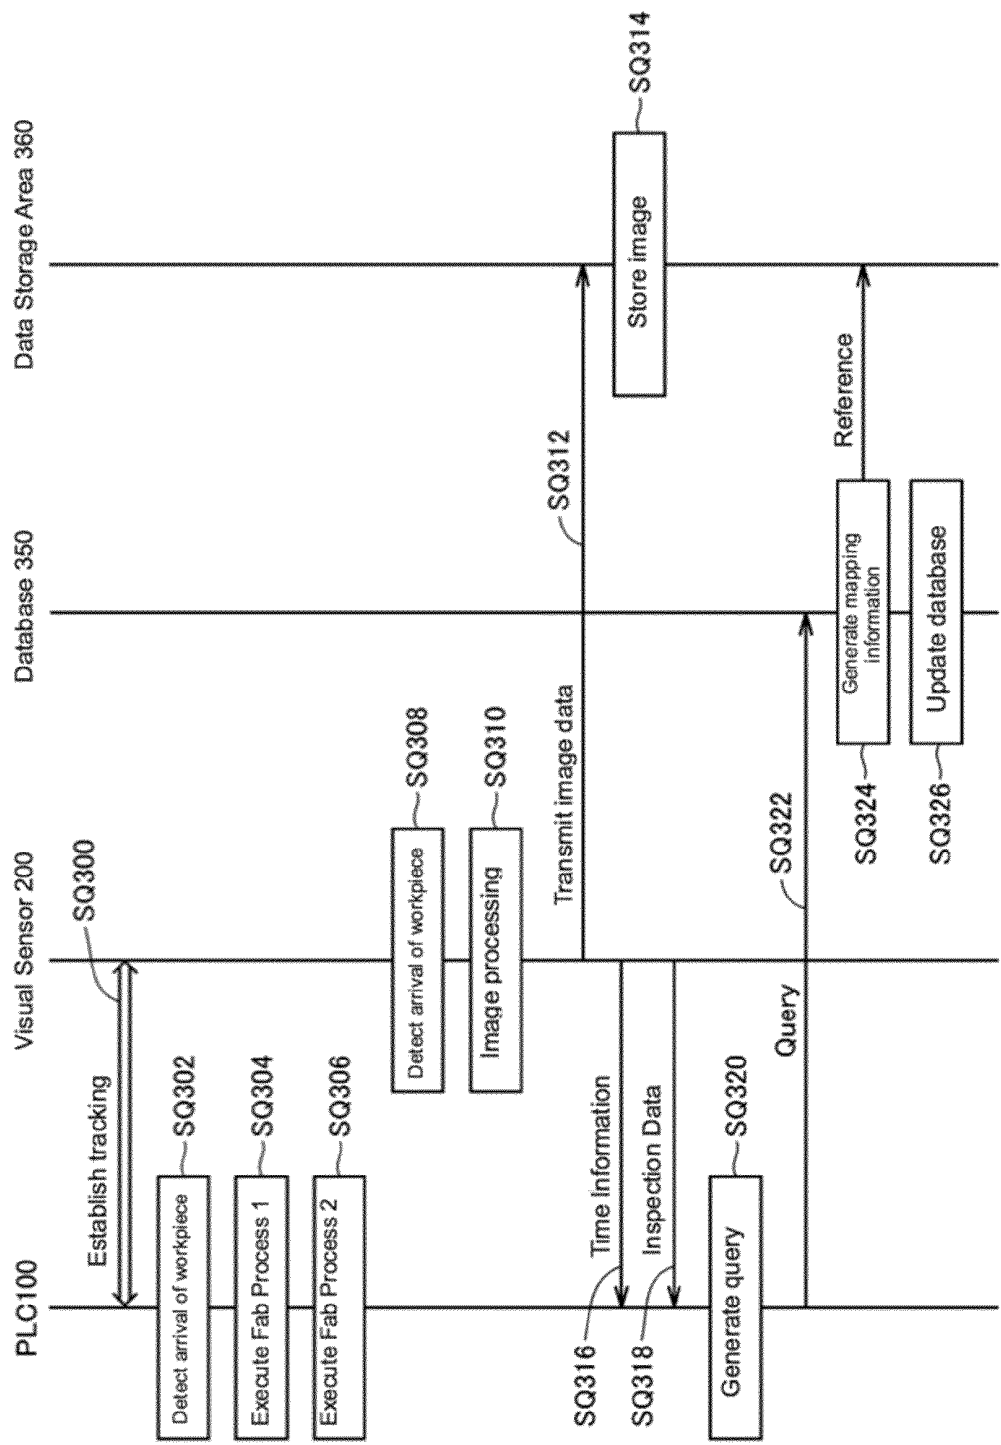 PLC100
Visual Sensor 200
Database 350
Data Storage Area 360
Establish tracking
SQ300
Detect arrival of workpiece
SQ302
Execute Fab Process 1
SQ304
Execute Fab Process 2
SQ306
Detect arrival of workpiece
SQ308
Image processing
SQ310
Transmit image data
SQ312
Store image
SQ314
SQ316
Time Information
SQ318
Inspection Data
Generate query
SQ320
Query
SQ322
SQ324
Generate mapping
information
Reference
SQ326
Update database